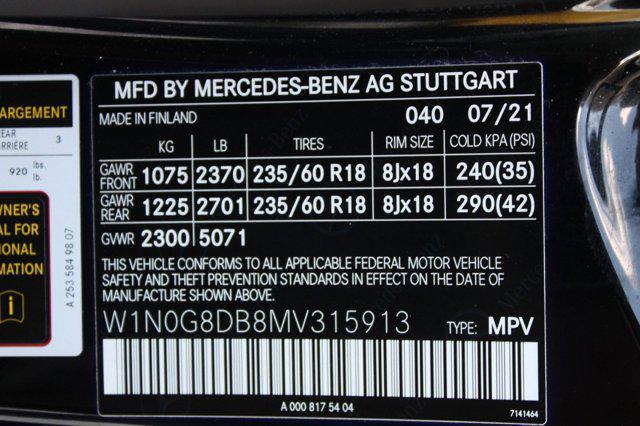 ARGEMENT
EAR
ARRIÈRE 3
920 lbs.
lb.
WNER'S
AL FOR
IONAL
MATION
i
A 253 584 98 07
MFD BY MERCEDES-BENZ AG STUTTGART
MADE IN FINLAND 040 07/21
KG LB TIRES RIM SIZE COLD KPA(PSI)
GAWR FRONT 1075 2370 235/60 R18 8Jx18 240(35)
GAWR REAR 1225 2701 235/60 R18 8Jx18 290(42)
GVWR 2300 5071
THIS VEHICLE CONFORMS TO ALL APPLICABLE FEDERAL MOTOR VEHICLE
SAFETY AND THEFT PREVENTION STANDARDS IN EFFECT ON THE DATE OF
MANUFACTURE SHOWN ABOVE.
W1N0G8DB8MV315913 TYPE: MPV
A 000 817 54 04 7141464